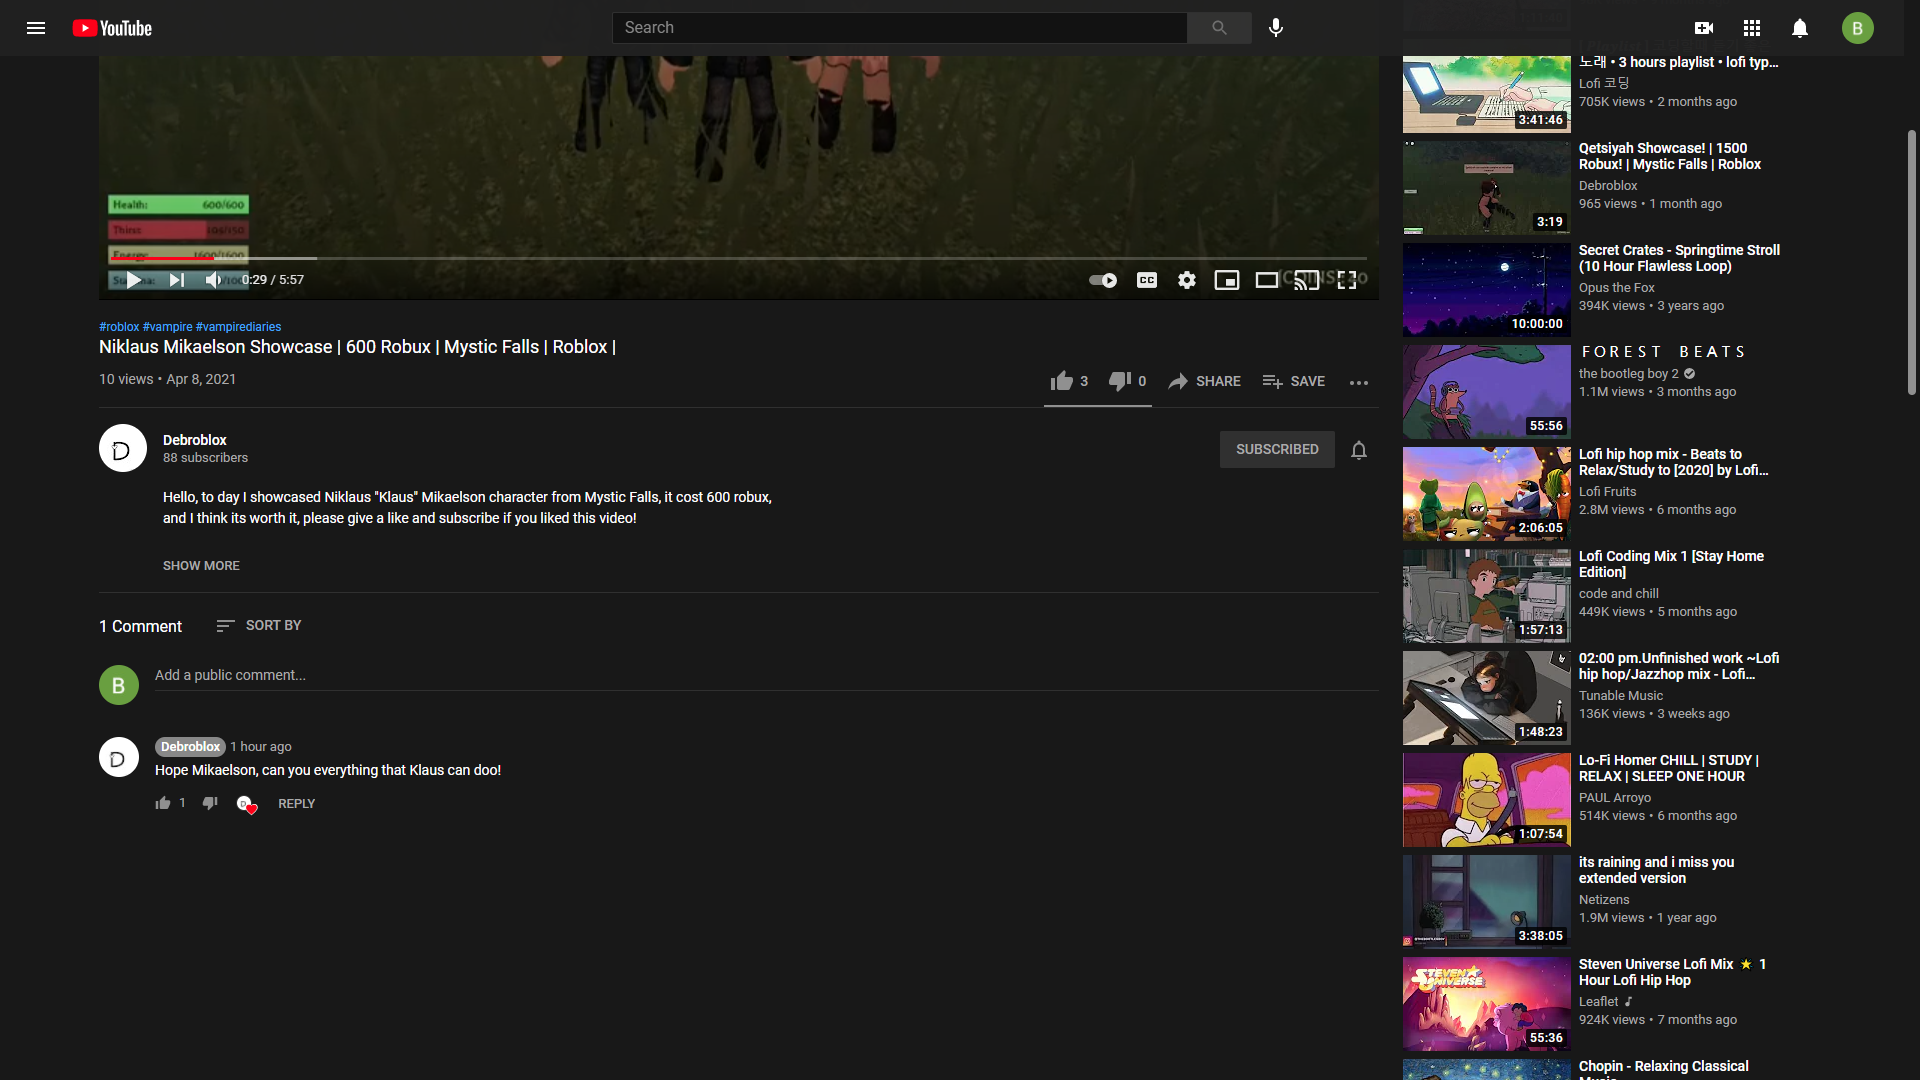 YouTube
Search
B
Health: 600/600
Thirst:
Energy: 1600/1600
0:29 / 5:57
CC
#roblox #vampire #vampirediaries
Niklaus Mikaelson Showcase | 600 Robux | Mystic Falls | Roblox |
10 views • Apr 8, 2021
3
0
SHARE
SAVE
D
Debroblox
88 subscribers
SUBSCRIBED
Hello, to day I showcased Niklaus "Klaus" Mikaelson character from Mystic Falls, it cost 600 robux,
and I think its worth it, please give a like and subscribe if you liked this video!
SHOW MORE
1 Comment
SORT BY
B
Add a public comment...
D
Debroblox 1 hour ago
Hope Mikaelson, can you everything that Klaus can doo!
1
REPLY
노래 • 3 hours playlist • lofi typ...
Lofi 코딩
705K views • 2 months ago
3:41:46
Qetsiyah Showcase! | 1500
Robux! | Mystic Falls | Roblox
Debroblox
965 views • 1 month ago
3:19
Secret Crates - Springtime Stroll
(10 Hour Flawless Loop)
Opus the Fox
394K views • 3 years ago
10:00:00
FOREST BEATS
the bootleg boy 2
1.1M views • 3 months ago
55:56
Lofi hip hop mix - Beats to
Relax/Study to [2020] by Lofi...
Lofi Fruits
2.8M views • 6 months ago
2:06:05
Lofi Coding Mix 1 [Stay Home
Edition]
code and chill
449K views • 5 months ago
1:57:13
02:00 pm.Unfinished work ~Lofi
hip hop/Jazzhop mix - Lofi...
Tunable Music
136K views • 3 weeks ago
1:48:23
Lo-Fi Homer CHILL | STUDY |
RELAX | SLEEP ONE HOUR
PAUL Arroyo
514K views • 6 months ago
1:07:54
its raining and i miss you
extended version
Netizens
1.9M views • 1 year ago
3:38:05
Steven Universe Lofi Mix ⭐ 1
Hour Lofi Hip Hop
Leaflet
924K views • 7 months ago
STEVEN
UNIVERSE
55:36
Chopin - Relaxing Classical